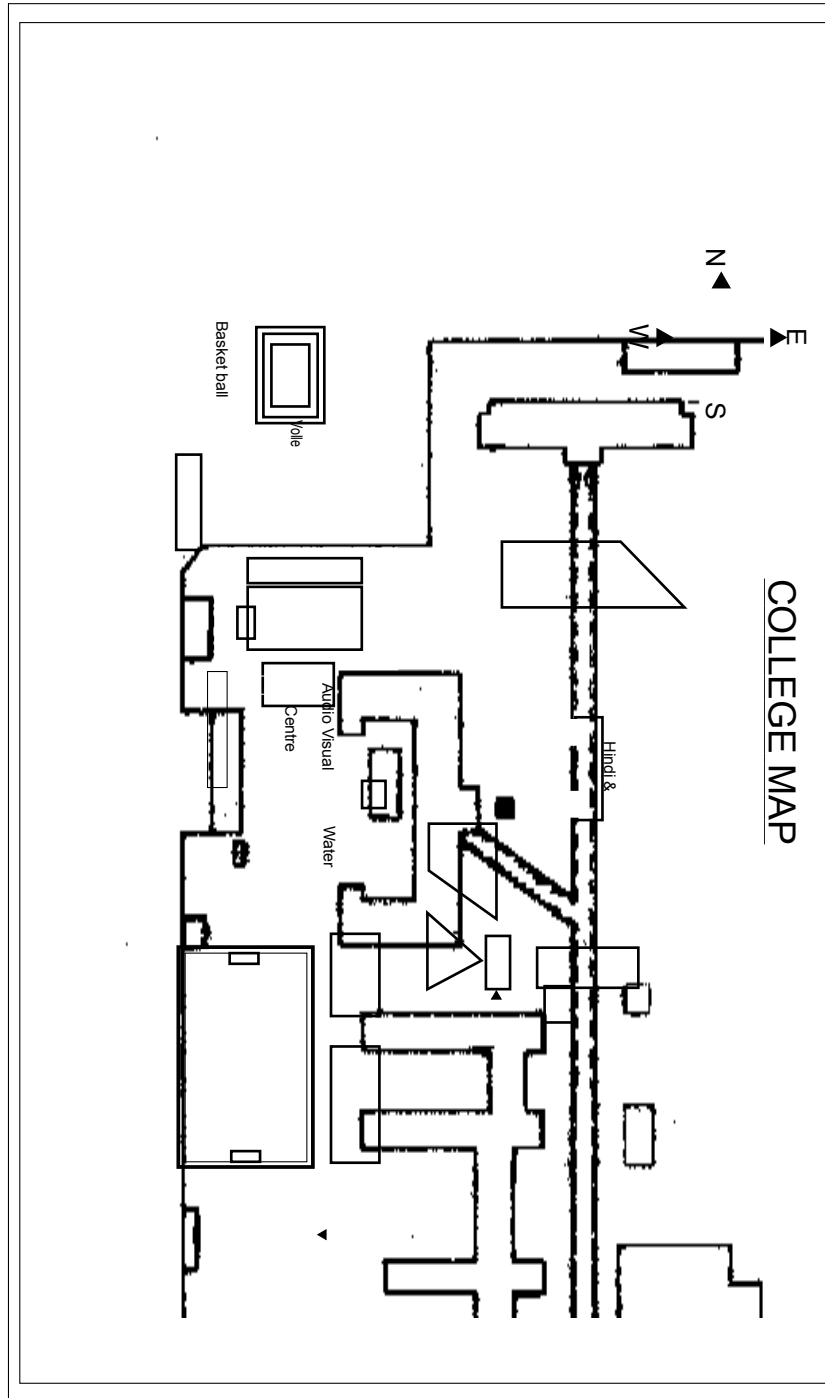 COLLEGE MAP
N
E
W
S
Basket ball
Volle
Audio Visual
Centre
Water
Hindi &